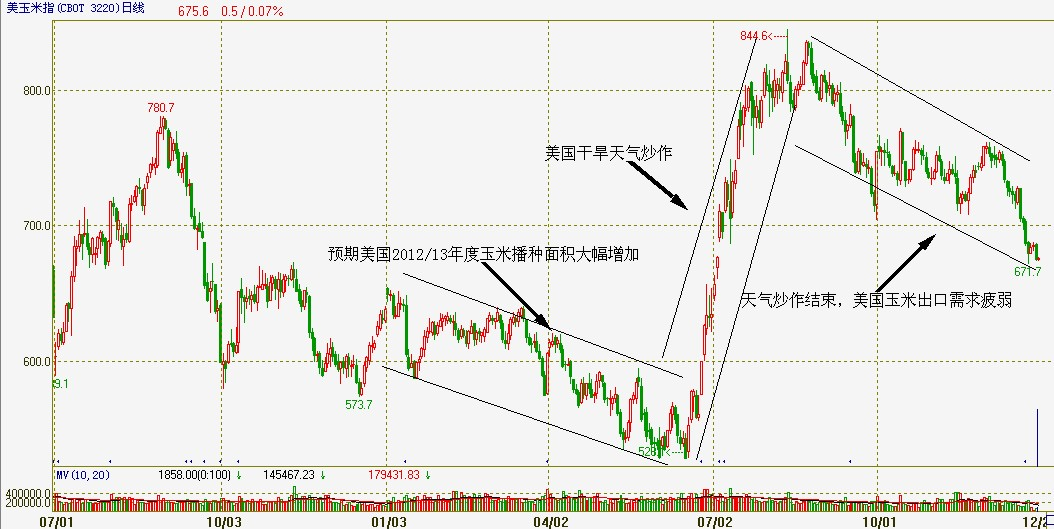 美玉米指(CBOT 3220)日线 675.6 0.5/0.07%
844.6
800.0
780.7
美国干旱天气炒作
700.0
预期美国2012/13年度玉米播种面积大幅增加
671.7
天气炒作结束，美国玉米出口需求疲弱
600.0
9.1
573.7
MV(10,20) 1858.00(0:100)↓ 145467.23↓ 179431.83↓
400000.0
200000.0
07/01 10/03 01/03 04/02 07/02 10/01